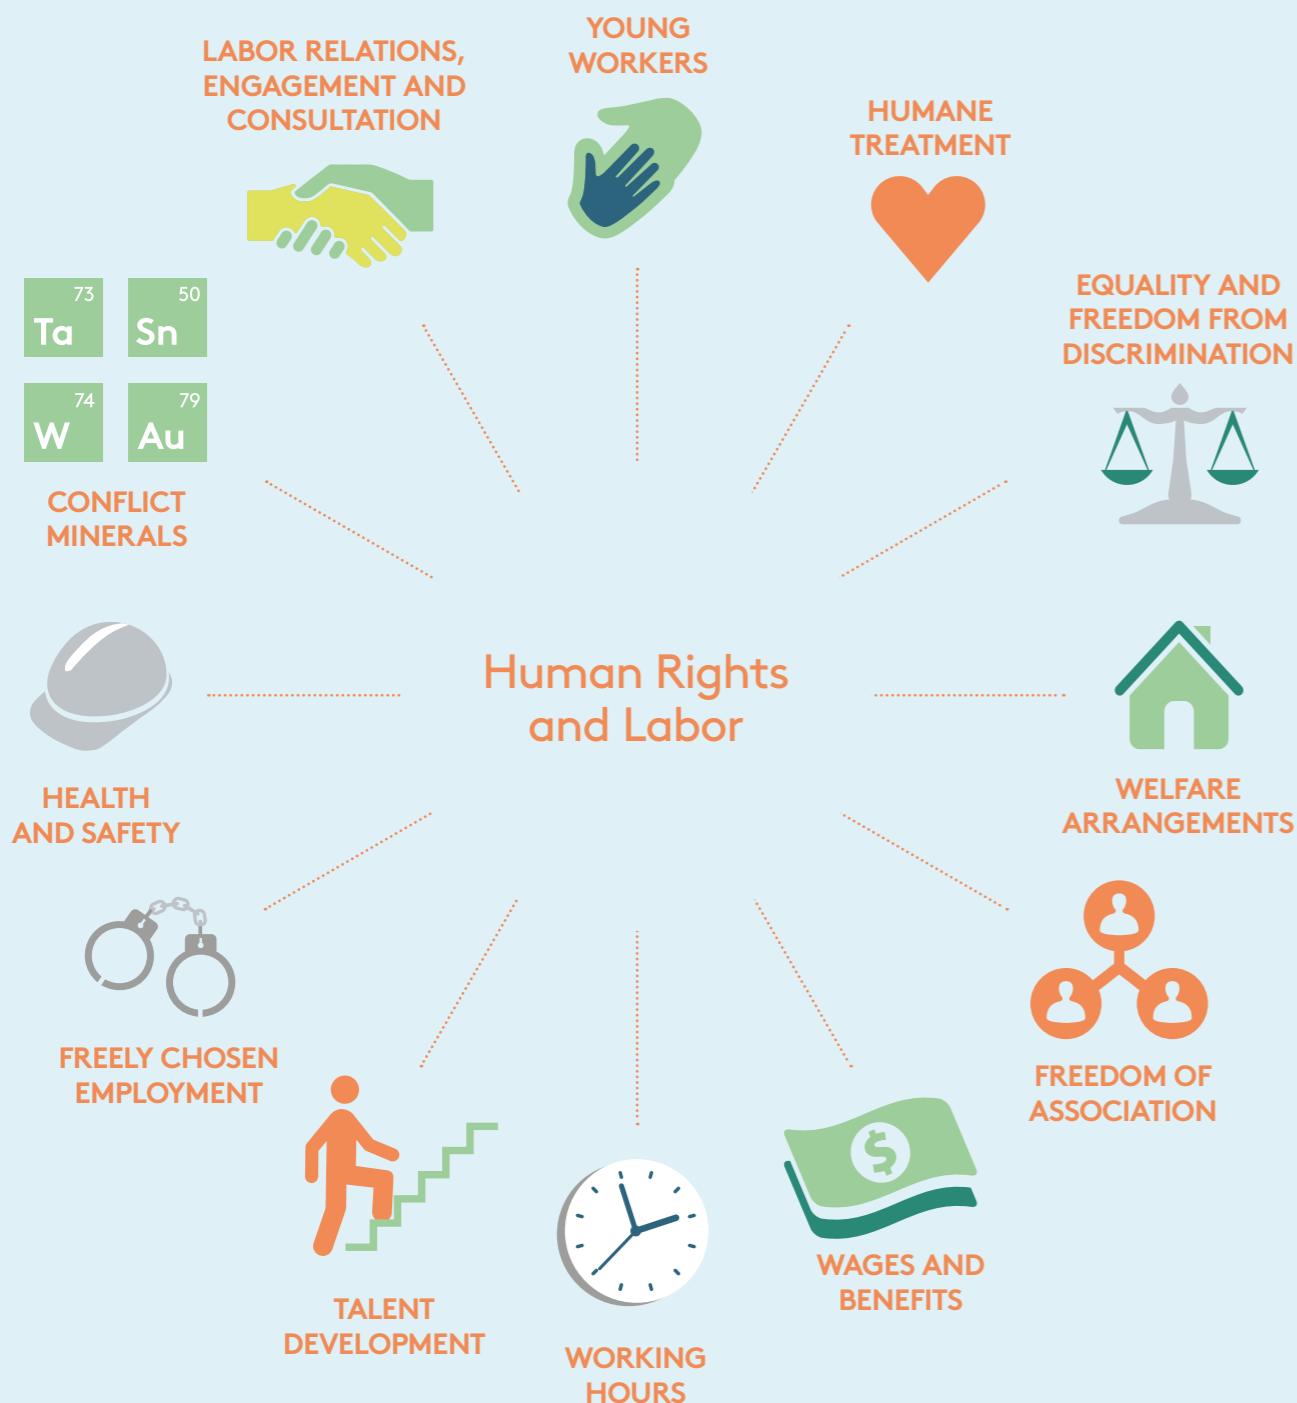 YOUNG
WORKERS
LABOR RELATIONS,
ENGAGEMENT AND
CONSULTATION
HUMANE
TREATMENT
EQUALITY AND
FREEDOM FROM
DISCRIMINATION
73
Ta
50
Sn
74
W
79
Au
CONFLICT
MINERALS
Human Rights
and Labor
HEALTH
AND SAFETY
WELFARE
ARRANGEMENTS
FREELY CHOSEN
EMPLOYMENT
FREEDOM OF
ASSOCIATION
$
WAGES AND
BENEFITS
TALENT
DEVELOPMENT
WORKING
HOURS